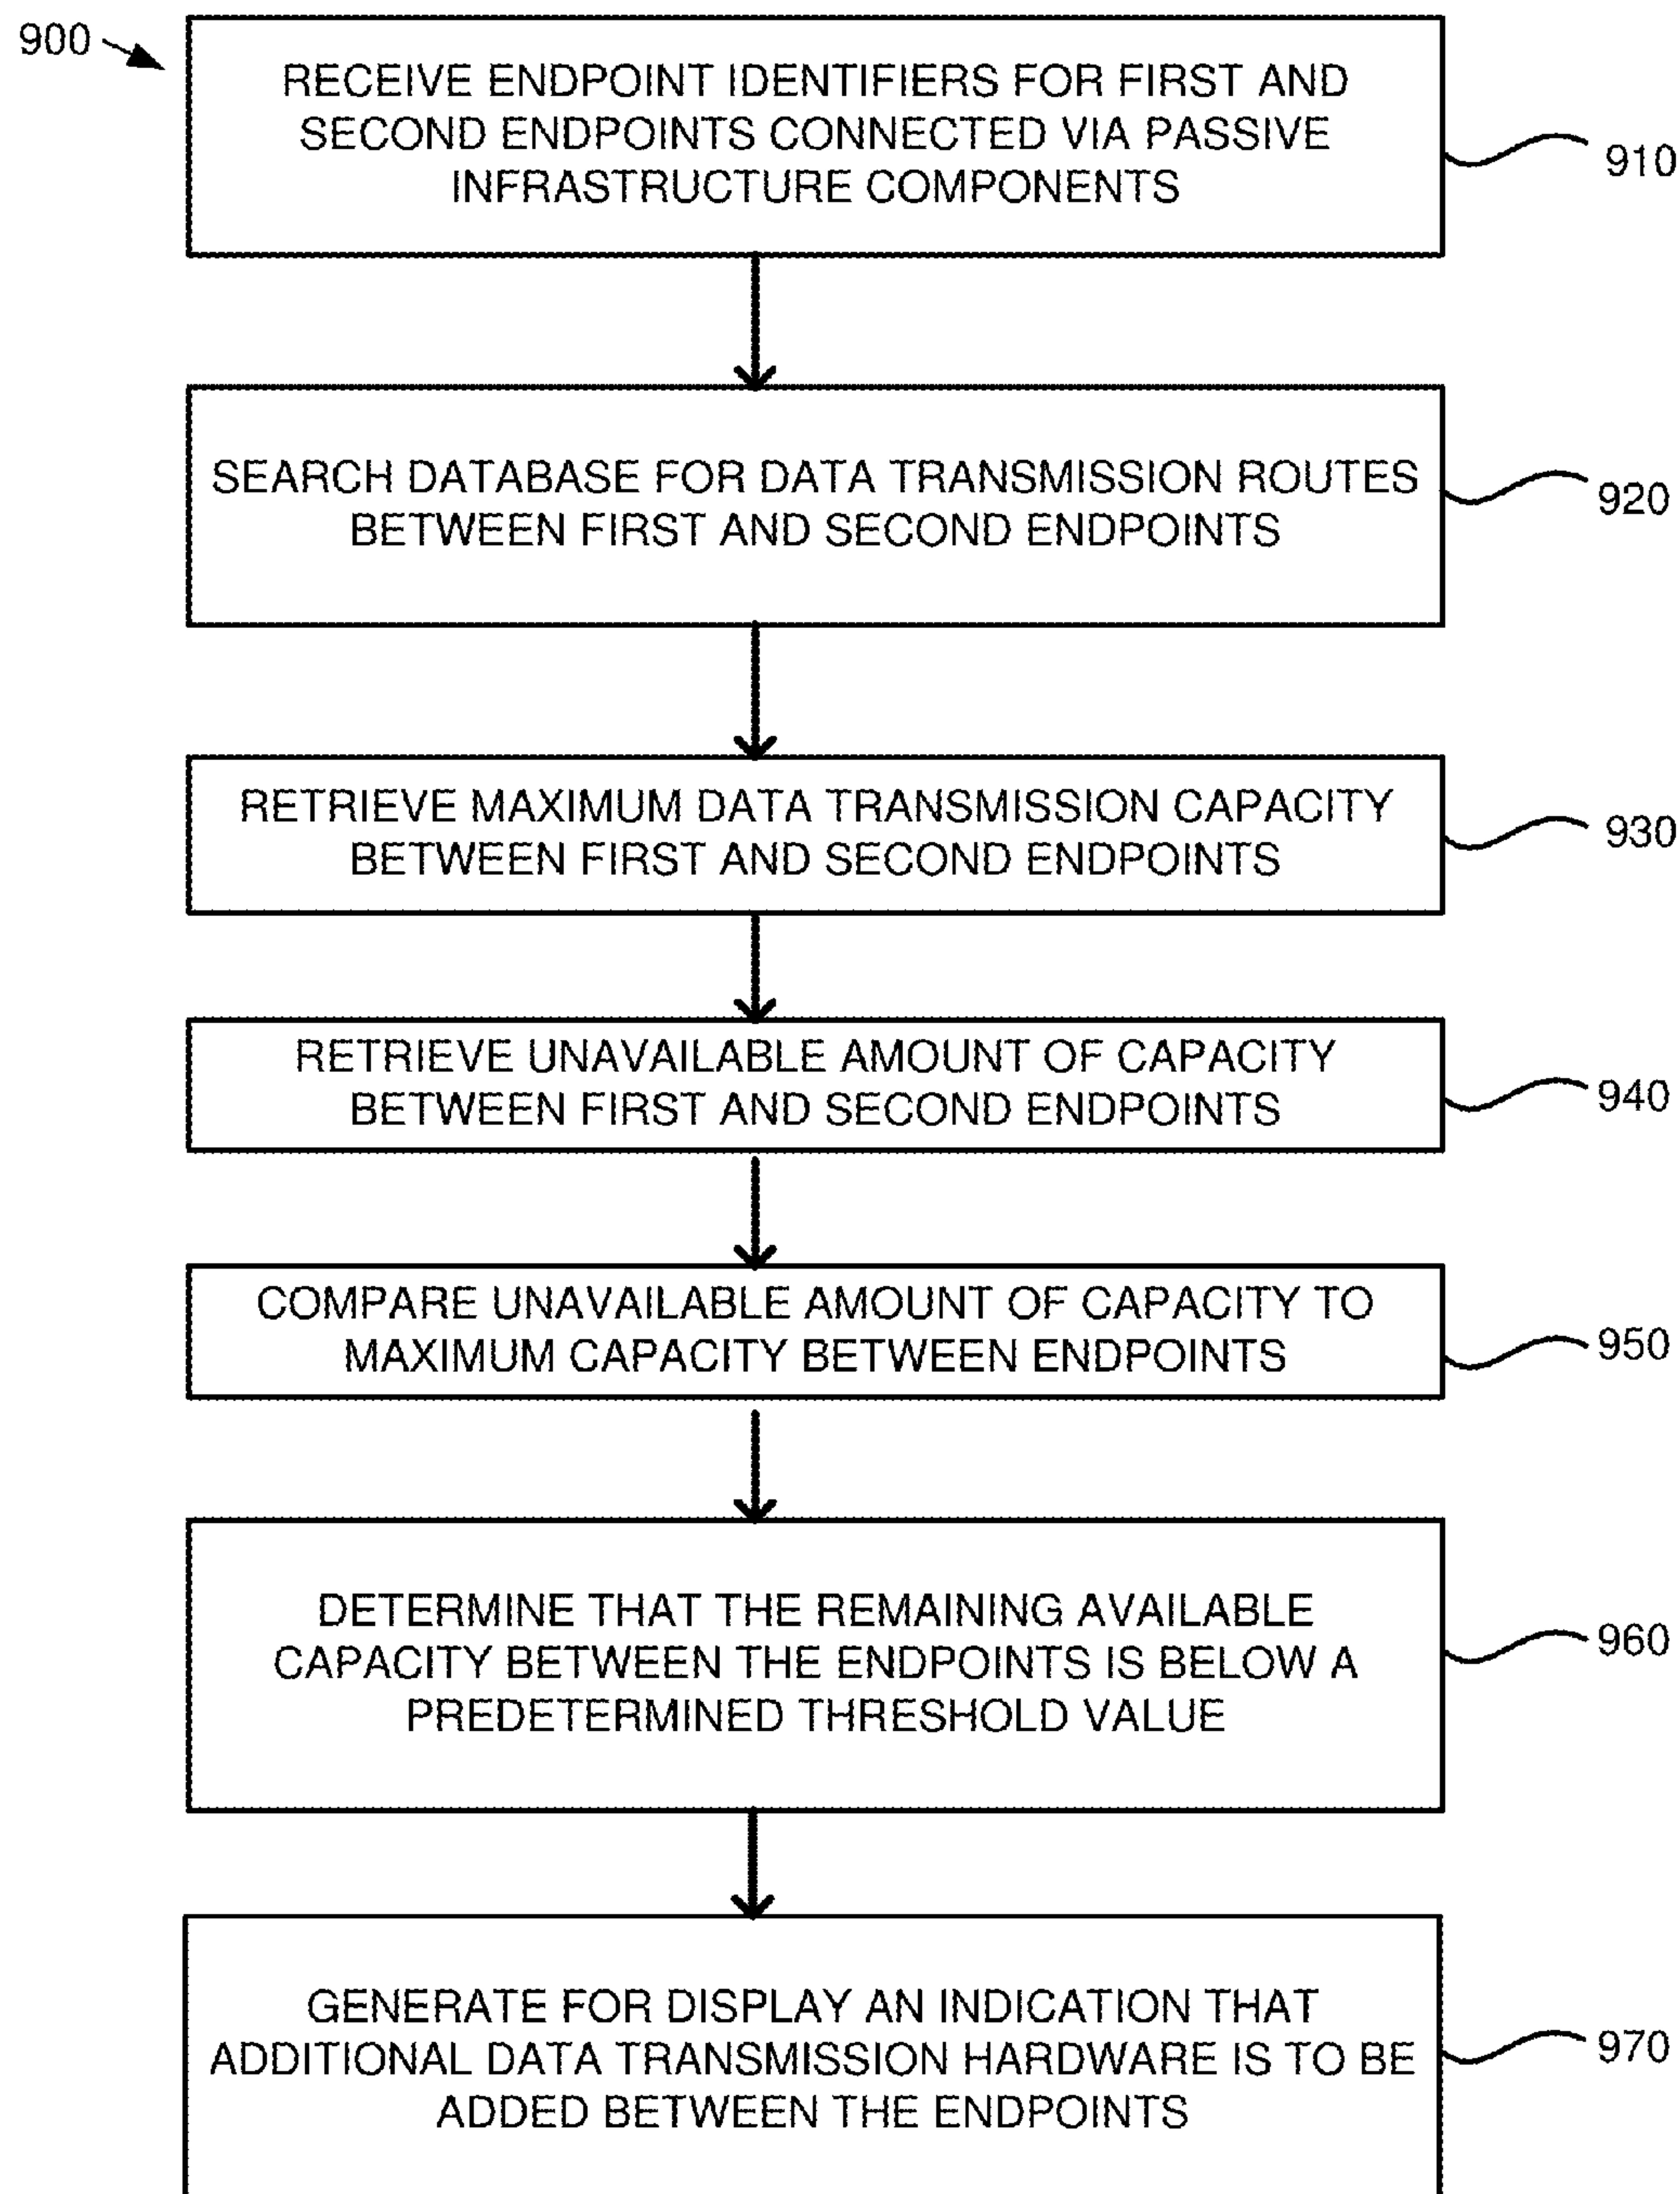 900
RECEIVE ENDPOINT IDENTIFIERS FOR FIRST AND
SECOND ENDPOINTS CONNECTED VIA PASSIVE
INFRASTRUCTURE COMPONENTS
910
SEARCH DATABASE FOR DATA TRANSMISSION ROUTES
BETWEEN FIRST AND SECOND ENDPOINTS
920
RETRIEVE MAXIMUM DATA TRANSMISSION CAPACITY
BETWEEN FIRST AND SECOND ENDPOINTS
930
RETRIEVE UNAVAILABLE AMOUNT OF CAPACITY
BETWEEN FIRST AND SECOND ENDPOINTS
940
COMPARE UNAVAILABLE AMOUNT OF CAPACITY TO
MAXIMUM CAPACITY BETWEEN ENDPOINTS
950
DETERMINE THAT THE REMAINING AVAILABLE
CAPACITY BETWEEN THE ENDPOINTS IS BELOW A
PREDETERMINED THRESHOLD VALUE
960
GENERATE FOR DISPLAY AN INDICATION THAT
ADDITIONAL DATA TRANSMISSION HARDWARE IS TO BE
ADDED BETWEEN THE ENDPOINTS
970